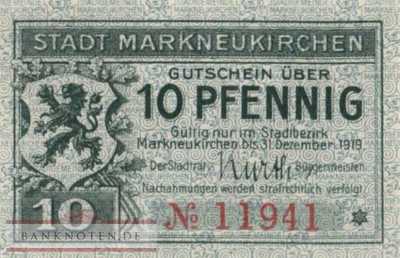 STADT MARKNEUKIRCHEN
GUTSCHEIN ÜBER
10 PFENNIG
Gültig nur im Stadtbezirk
Markneukirchen bis 31. Dezember 1919.
Der Stadtrat Kurth Bürgermeister.
Nachahmungen werden strafrechtlich verfolgt
10
№ 11941
BANKNOTEN.DE